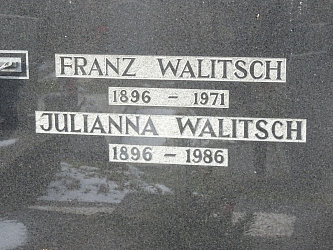 FRANZ WALITSCH
1896 - 1971
JULIANNA WALITSCH
1896 - 1986